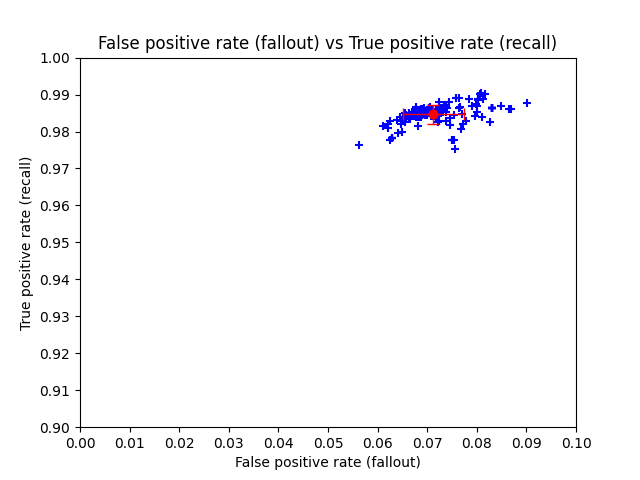 False positive rate (fallout) vs True positive rate (recall)
1.00
0.99
0.98
0.97
0.96
0.95
0.94
0.93
0.92
0.91
0.90
True positive rate (recall)
0.00 0.01 0.02 0.03 0.04 0.05 0.06 0.07 0.08 0.09 0.10
False positive rate (fallout)